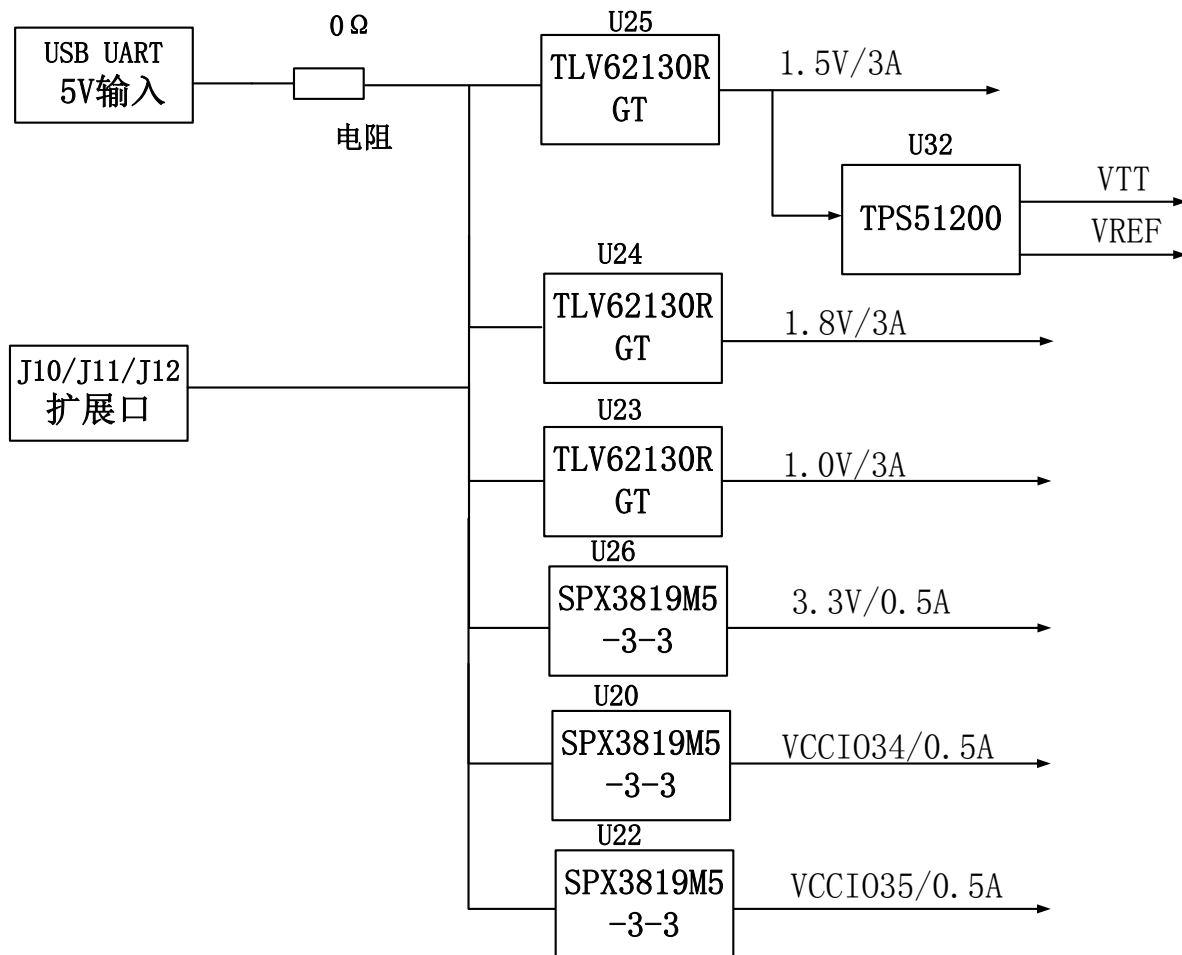 0Ω
U25
USB UART
5V输入
TLV62130R
GT
1.5V/3A
电阻
U32
TPS51200
VTT
VREF
U24
TLV62130R
GT
1.8V/3A
J10/J11/J12
扩展口
U23
TLV62130R
GT
1.0V/3A
U26
SPX3819M5
-3-3
3.3V/0.5A
U20
SPX3819M5
-3-3
VCCIO34/0.5A
U22
SPX3819M5
-3-3
VCCIO35/0.5A